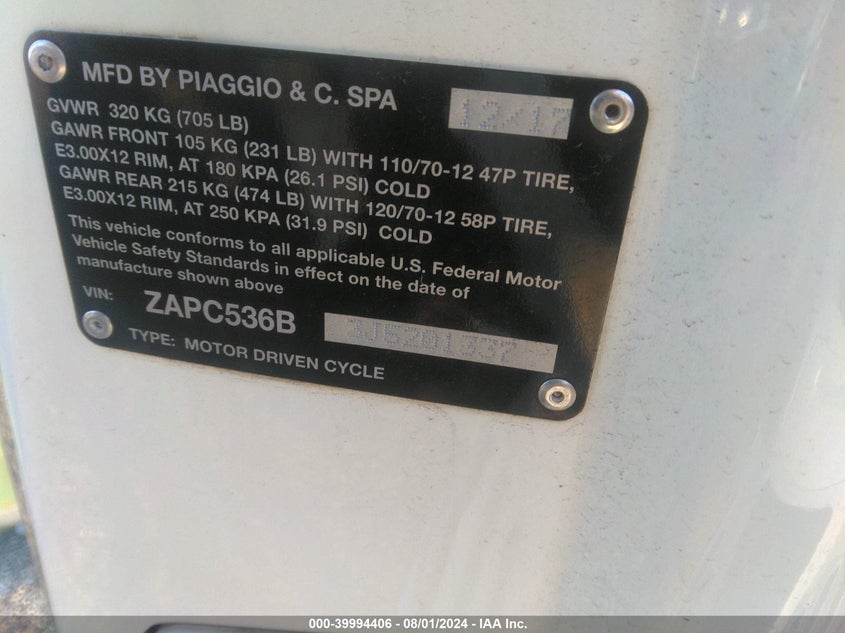 MFD BY PIAGGIO & C. SPA 12/17
GVWR 320 KG (705 LB)
GAWR FRONT 105 KG (231 LB) WITH 110/70-12 47P TIRE,
E3.00X12 RIM, AT 180 KPA (26.1 PSI) COLD
GAWR REAR 215 KG (474 LB) WITH 120/70-12 58P TIRE,
E3.00X12 RIM, AT 250 KPA (31.9 PSI) COLD
This vehicle conforms to all applicable U.S. Federal Motor
Vehicle Safety Standards in effect on the date of
manufacture shown above
VIN: ZAPC536B 3J5201337
TYPE: MOTOR DRIVEN CYCLE
000-39994406 - 08/01/2024 - IAA Inc.